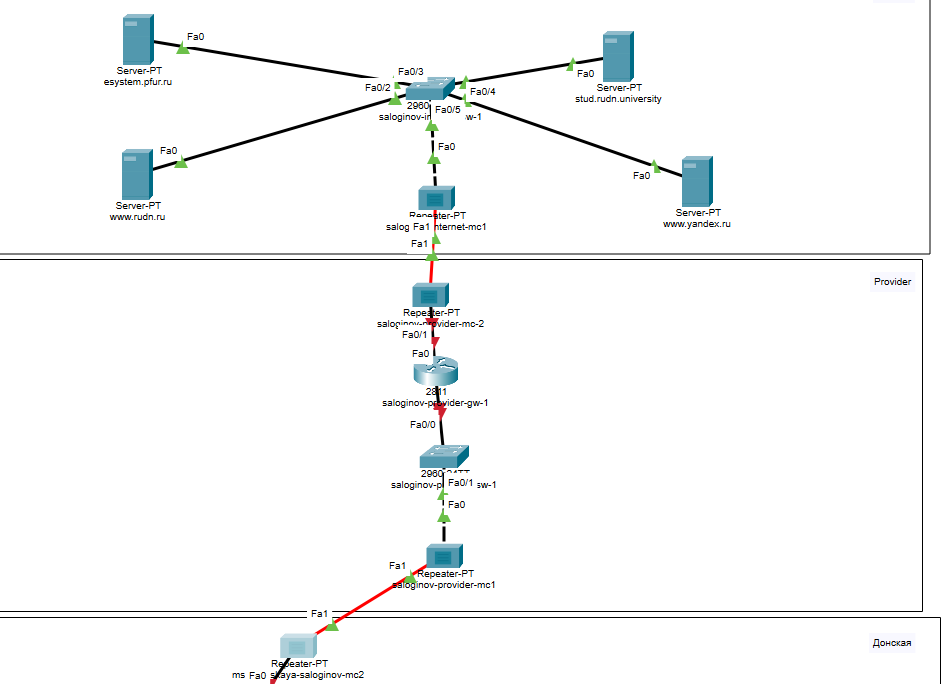 Fa0
Server-PT
esystem.pfur.ru
Fa0/3
Fa0/2
Fa0
Server-PT
stud.rudn.university
Fa0/4
2960
Fa0/5
saloginov-ir w-1
Fa0
Fa0
Server-PT
www.rudn.ru
Fa0
Server-PT
www.yandex.ru
Repeater-PT
salog Fa1 nternet-mc1
Fa1
Provider
Repeater-PT
saloginov-provider-mc-2
Fa0/1
Fa0
2811
saloginov-provider-gw-1
Fa0/0
2960-24TT
saloginov-p sw-1
Fa0/1
Fa0
Fa1
Repeater-PT
saloginov-provider-mc1
Fa1
Донская
Repeater-PT
ms Fa0 skaya-saloginov-mc2